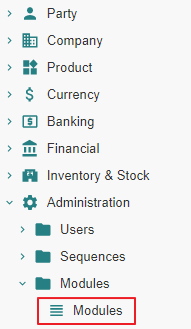 Party
Company
Product
Currency
Banking
Financial
Inventory & Stock
Administration
Users
Sequences
Modules
Modules